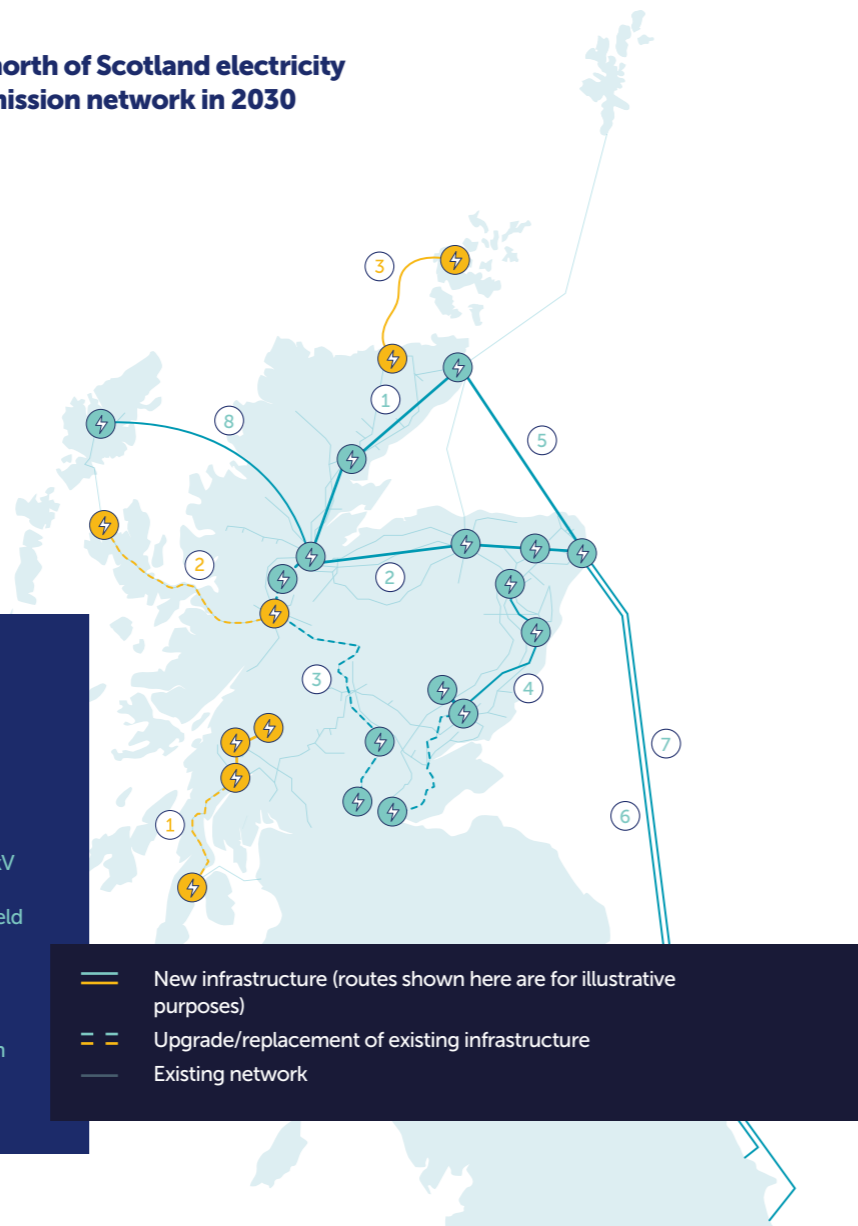 north of Scotland electricity
mission network in 2030
3
1
8
5
2
2
3
4
7
6
1
V
eld
New infrastructure (routes shown here are for illustrative
purposes)
Upgrade/replacement of existing infrastructure
Existing network